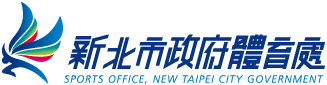 新北市政府體育處
SPORTS OFFICE, NEW TAIPEI CITY GOVERNMENT